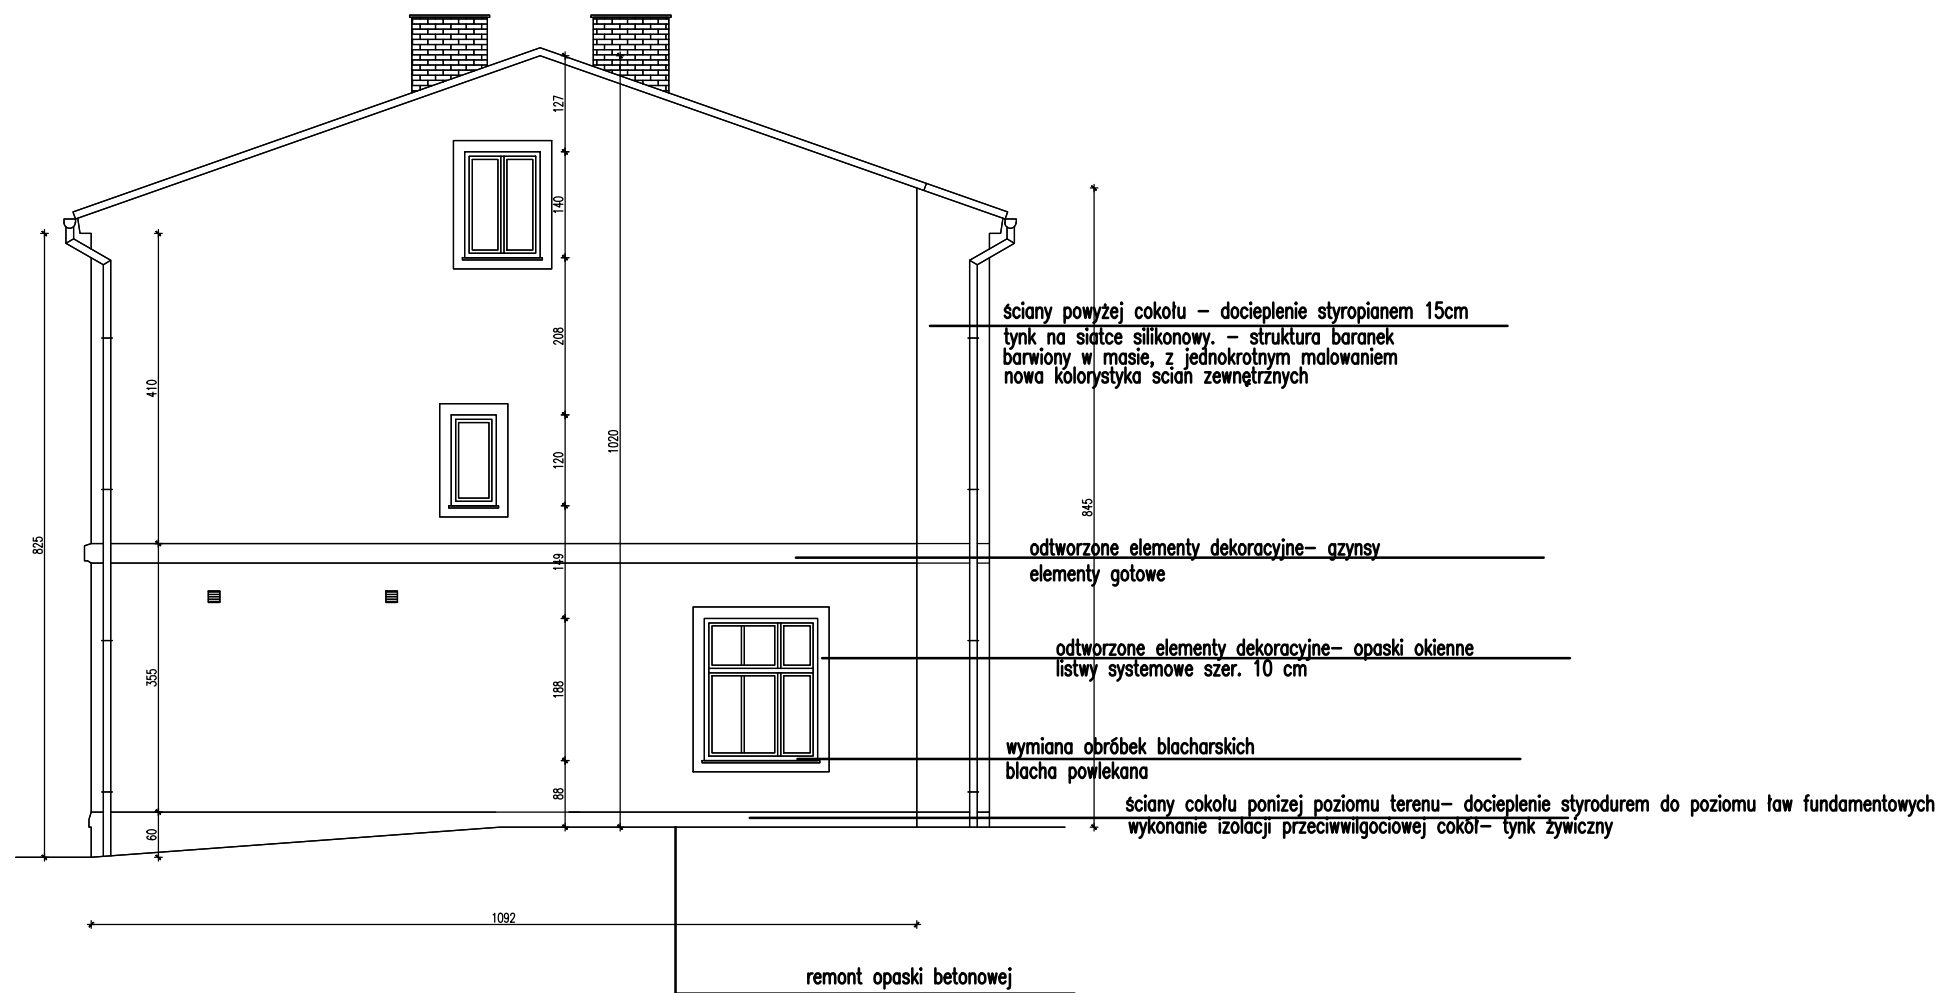 127
140
208
120
149
188
88
1020
410
355
60
825
845
1092
ściany powyżej cokołu – docieplenie styropianem 15cm
tynk na siatce silikonowy. – struktura baranek
barwiony w masie, z jednokrotnym malowaniem
nowa kolorystyka scian zewnętrznych
odtworzone elementy dekoracyjne– gzynsy
elementy gotowe
odtworzone elementy dekoracyjne– opaski okienne
listwy systemowe szer. 10 cm
wymiana obróbek blacharskich
blacha powlekana
ściany cokołu ponizej poziomu terenu– docieplenie styrodurem do poziomu ław fundamentowych
wykonanie izolacji przeciwwilgociowej cokół– tynk żywiczny
remont opaski betonowej